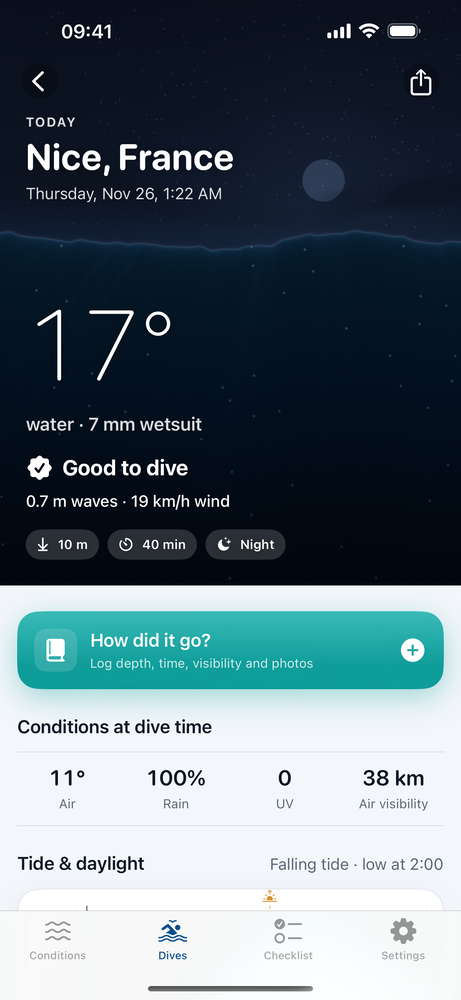 09:41
TODAY
Nice, France
Thursday, Nov 26, 1:22 AM
17°
water · 7 mm wetsuit
Good to dive
0.7 m waves · 19 km/h wind
10 m
40 min
Night
How did it go?
Log depth, time, visibility and photos
Conditions at dive time
11° 100% 0 38 km
Air Rain UV Air visibility
Tide & daylight
Falling tide · low at 2:00
Conditions Dives Checklist Settings